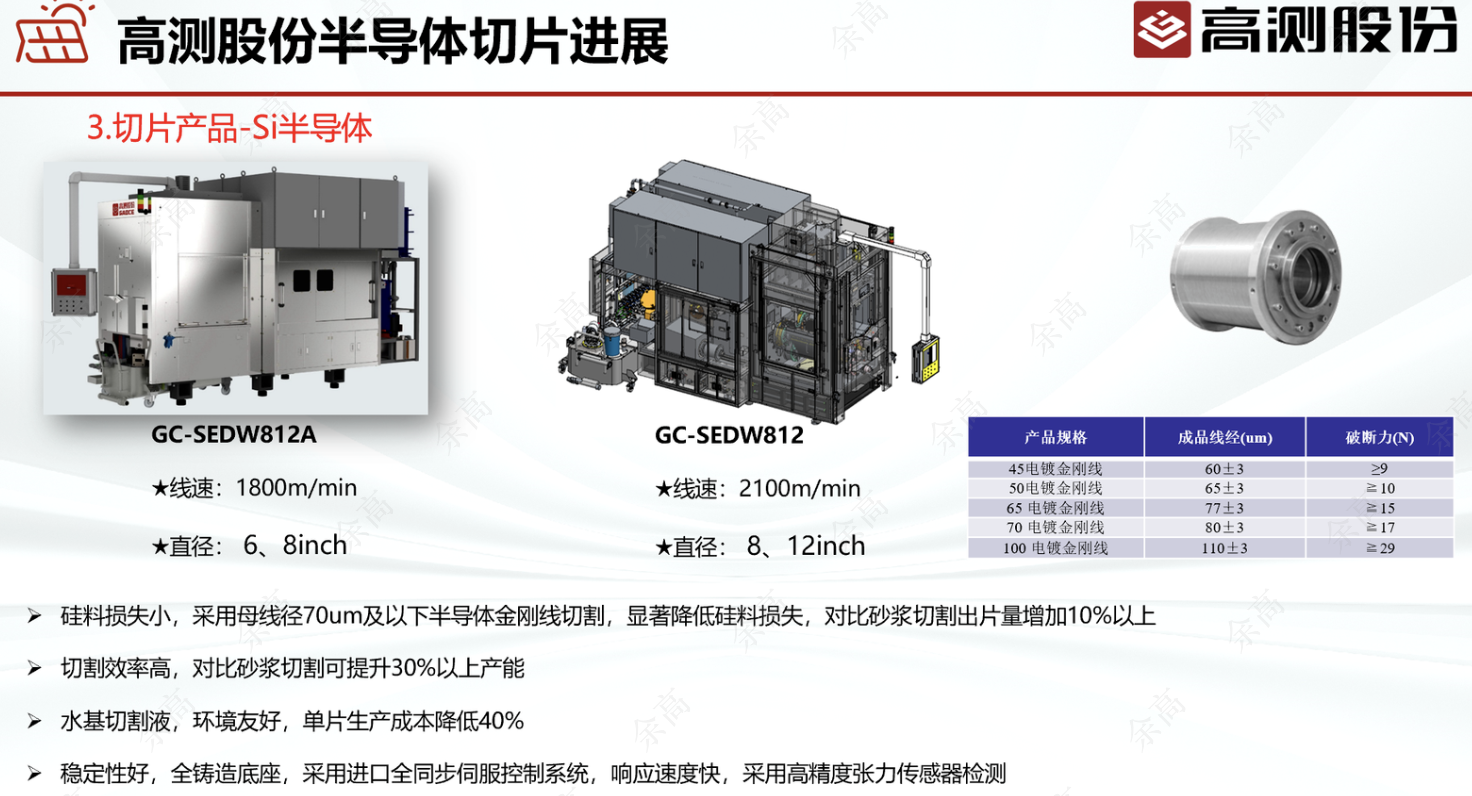 高测股份半导体切片进展
高测股份
3.切片产品-Si半导体
GC-SEDW812A
★线速：1800m/min
★直径： 6、8inch
GC-SEDW812
★线速：2100m/min
★直径： 8、12inch
产品规格 成品线经(um) 破断力(N)
45电镀金刚线 60±3 ≥9
50电镀金刚线 65±3 ≧10
65 电镀金刚线 77±3 ≧15
70 电镀金刚线 80±3 ≧17
100 电镀金刚线 110±3 ≧29
➢ 硅料损失小，采用母线径70um及以下半导体金刚线切割，显著降低硅料损失，对比砂浆切割出片量增加10%以上
➢ 切割效率高，对比砂浆切割可提升30%以上产能
➢ 水基切割液，环境友好，单片生产成本降低40%
➢ 稳定性好，全铸造底座，采用进口全同步伺服控制系统，响应速度快，采用高精度张力传感器检测
余高